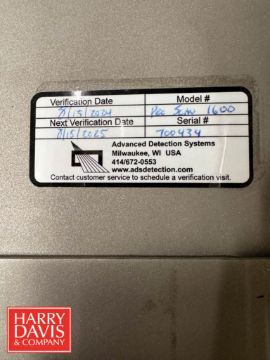 Verification Date Model #
8/15/2024 Pro Scan 1600
Next Verification Date Serial #
8/15/2025 700434
Advanced Detection Systems
Milwaukee, WI USA
414/672-0553
www.adsdetection.com
Contact customer service to schedule a verification visit.
HARRY
DAVIS
& COMPANY